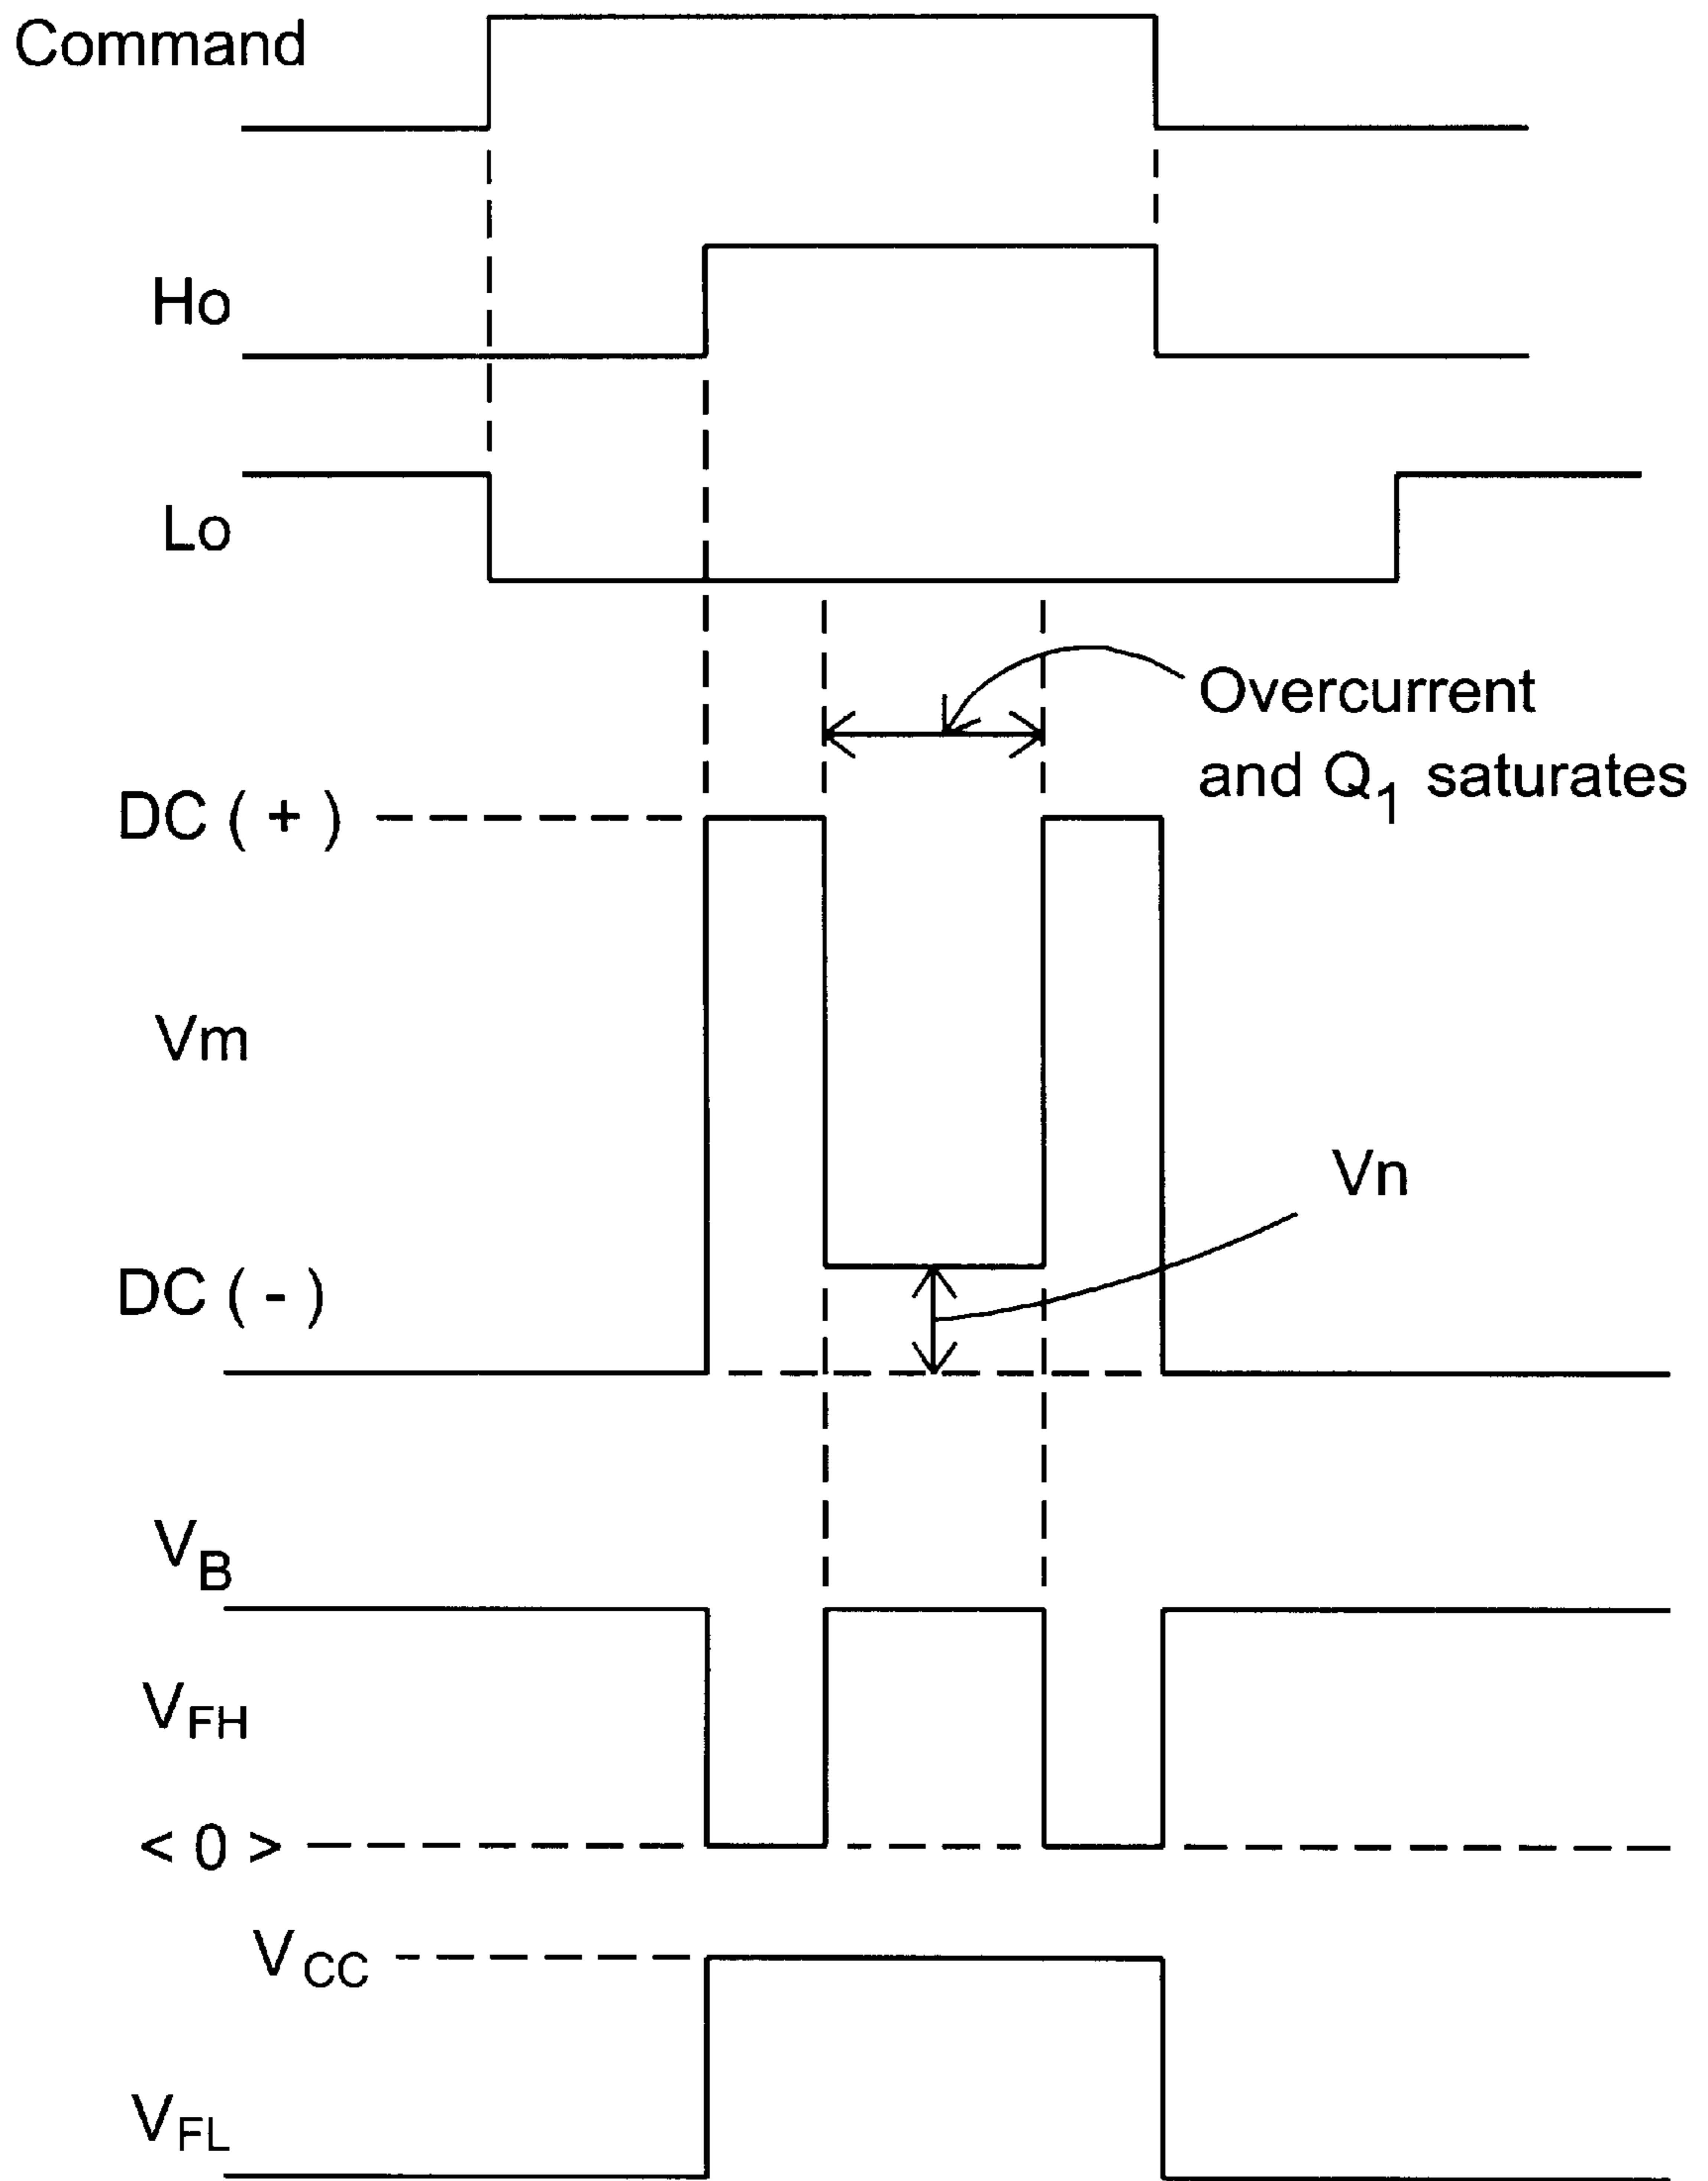 Command
Ho
Lo
Overcurrent
and Q1 saturates
DC ( + )
Vm
Vn
DC ( - )
VB
VFH
< 0 >
VCC
VFL